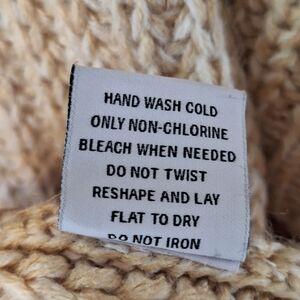 HAND WASH COLD
ONLY NON-CHLORINE
BLEACH WHEN NEEDED
DO NOT TWIST
RESHAPE AND LAY
FLAT TO DRY
DO NOT IRON